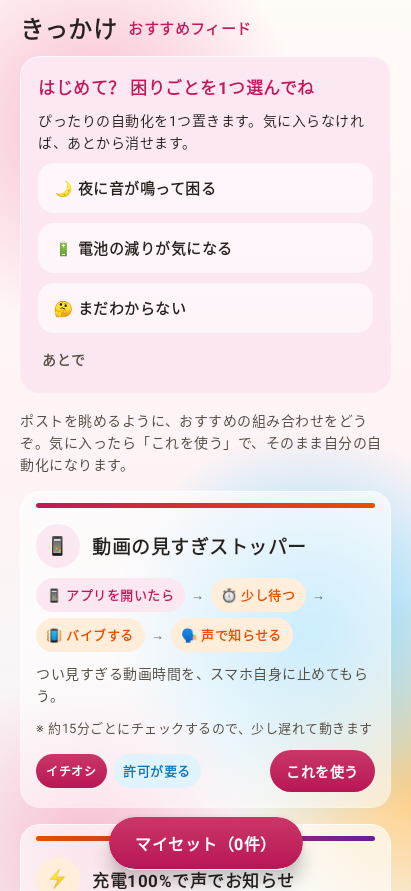 きっかけ おすすめフィード
はじめて？ 困りごとを1つ選んでね
ぴったりの自動化を1つ置きます。気に入らなけれ
ば、あとから消せます。
🌙 夜に音が鳴って困る
🔋 電池の減りが気になる
🤔 まだわからない
あとで
ポストを眺めるように、おすすめの組み合わせをどう
ぞ。気に入ったら「これを使う」で、そのまま自分の自
動化になります。
動画の見すぎストッパー
📱 アプリを開いたら → ⏱️ 少し待つ →
📳 バイブする → 🗣️ 声で知らせる
つい見すぎる動画時間を、スマホ自身に止めてもら
う。
※ 約15分ごとにチェックするので、少し遅れて動きます
イチオシ 許可が要る これを使う
マイセット（0件）
⚡ 充電100%で声でお知らせ